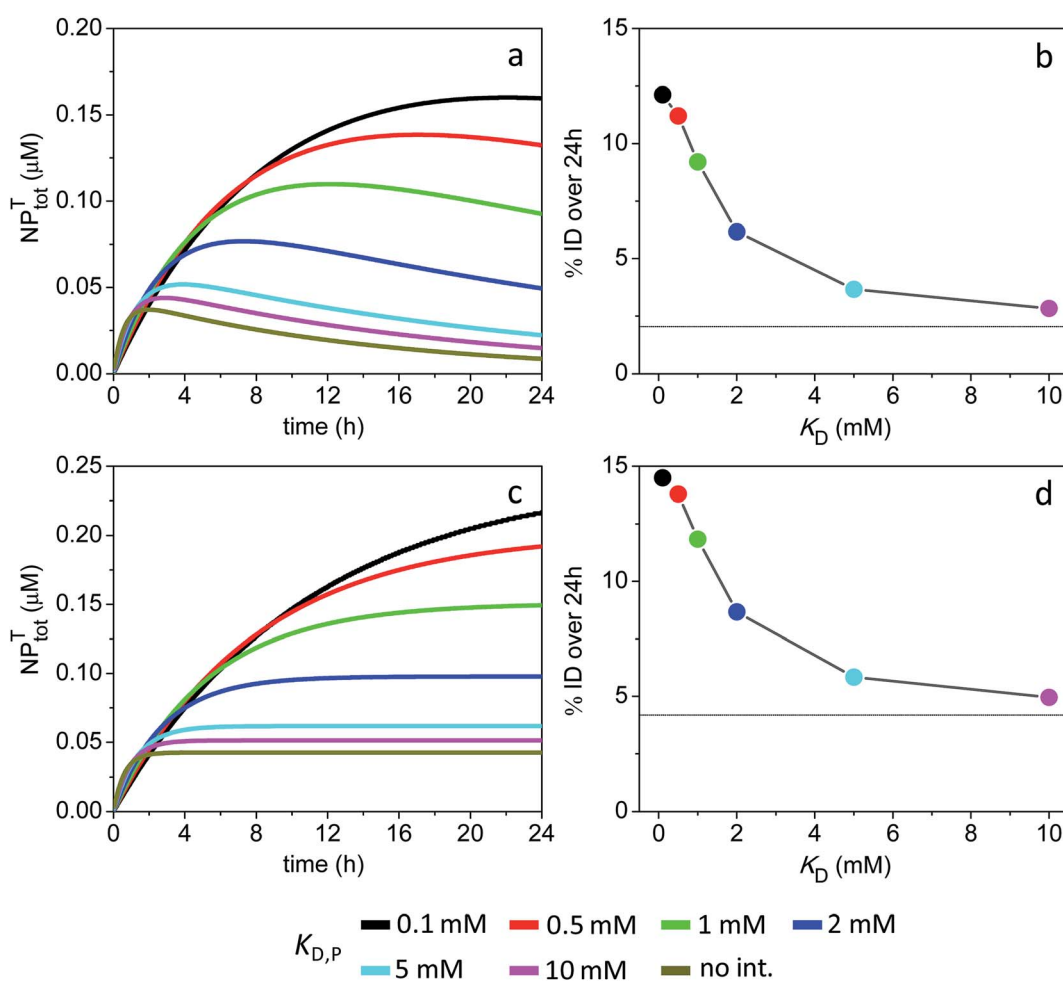 a
NP^T_tot (µM)
0.20
0.15
0.10
0.05
0.00
0 4 8 12 16 20 24
time (h)
b
% ID over 24h
15
10
5
0
0 2 4 6 8 10
K_D (mM)
c
NP^T_tot (µM)
0.25
0.20
0.15
0.10
0.05
0.00
0 4 8 12 16 20 24
time (h)
d
% ID over 24h
15
10
5
0
0 2 4 6 8 10
K_D (mM)
K_D,P
0.1 mM 0.5 mM 1 mM 2 mM
5 mM 10 mM no int.